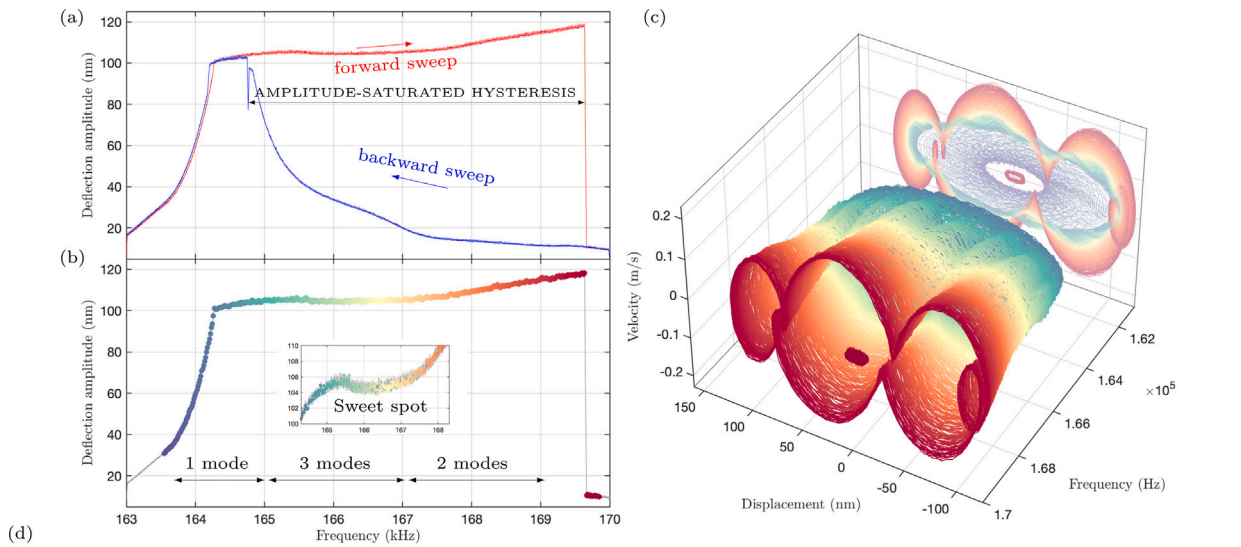 (a)
120
100
80
60
40
20
Deflection amplitude (nm)
forward sweep
AMPLITUDE-SATURATED HYSTERESIS
backward sweep
(b)
120
100
80
60
40
20
Deflection amplitude (nm)
110
108
106
104
102
100
165 166 167 168
Sweet spot
1 mode 3 modes 2 modes
163 164 165 166 167 168 169 170
Frequency (kHz)
(c)
0.2
0.1
0
-0.1
-0.2
Velocity (m/s)
150
100
50
0
-50
-100
Displacement (nm)
1.62
1.64
1.66
1.68
1.7
×10⁵
Frequency (Hz)
(d)